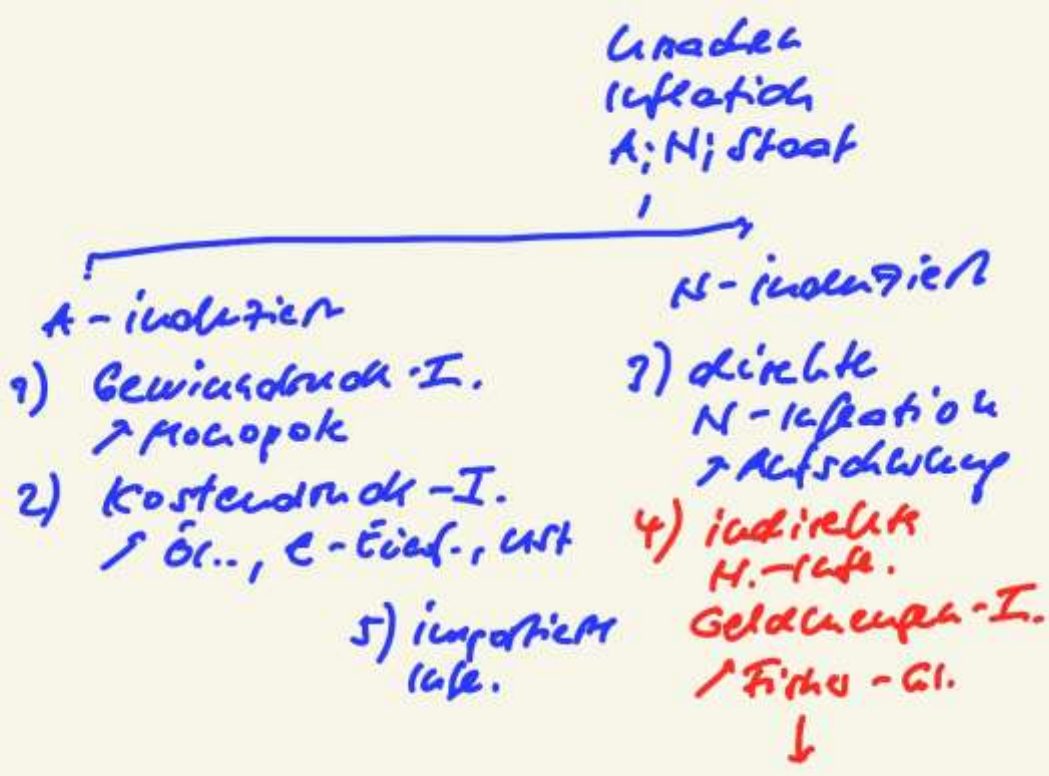 Ursachen
Inflation
A; N; Staat
A-induziert
1) Gewinndruck-I.
↗ Monopole
2) Kostendruck-I.
↗ Öl.., €-Einf., USt
N-induziert
3) direkte
N-Inflation
↗ Aufschwung
4) indirekte
N.-Infl.
Geldmengen-I.
↗ Fisher-Gl.
↓
5) importierte
Infl.